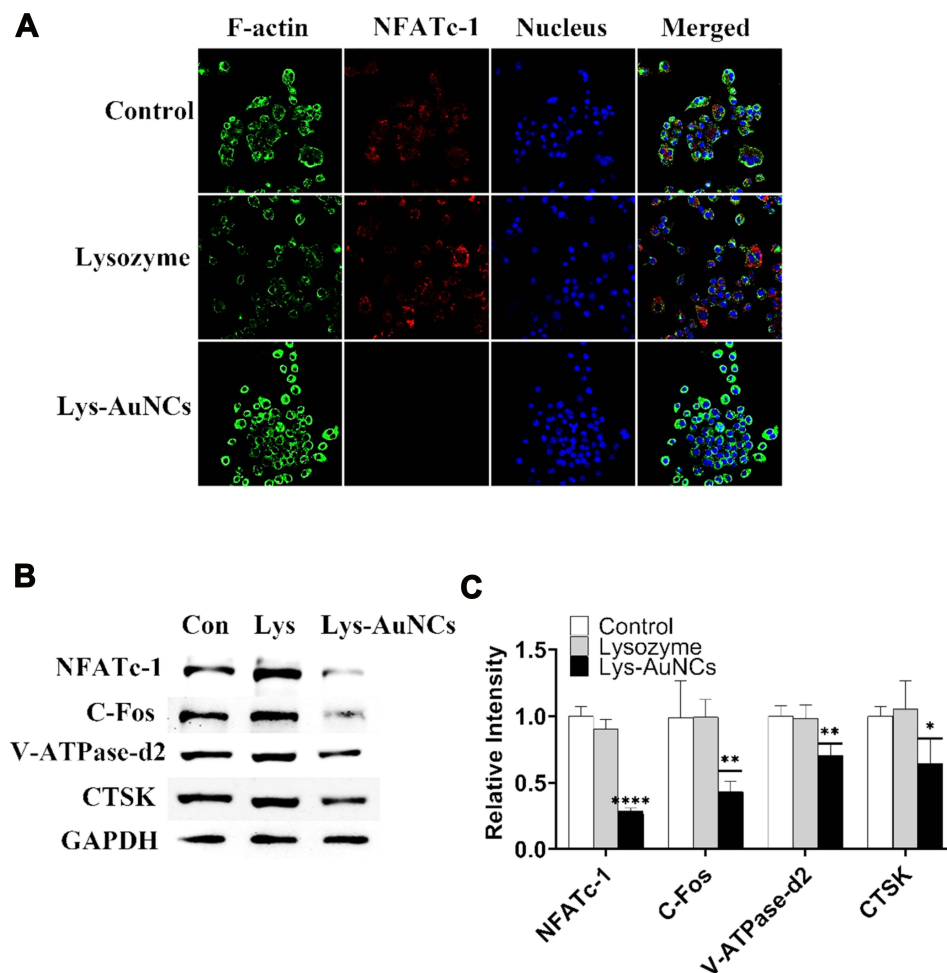 A
F-actin NFATc-1 Nucleus Merged
Control
Lysozyme
Lys-AuNCs
B
Con Lys Lys-AuNCs
NFATc-1
C-Fos
V-ATPase-d2
CTSK
GAPDH
C
Control
Lysozyme
Lys-AuNCs
Relative Intensity
1.5
1.0
0.5
0.0
****
**
**
*
NFATc-1
C-Fos
V-ATPase-d2
CTSK